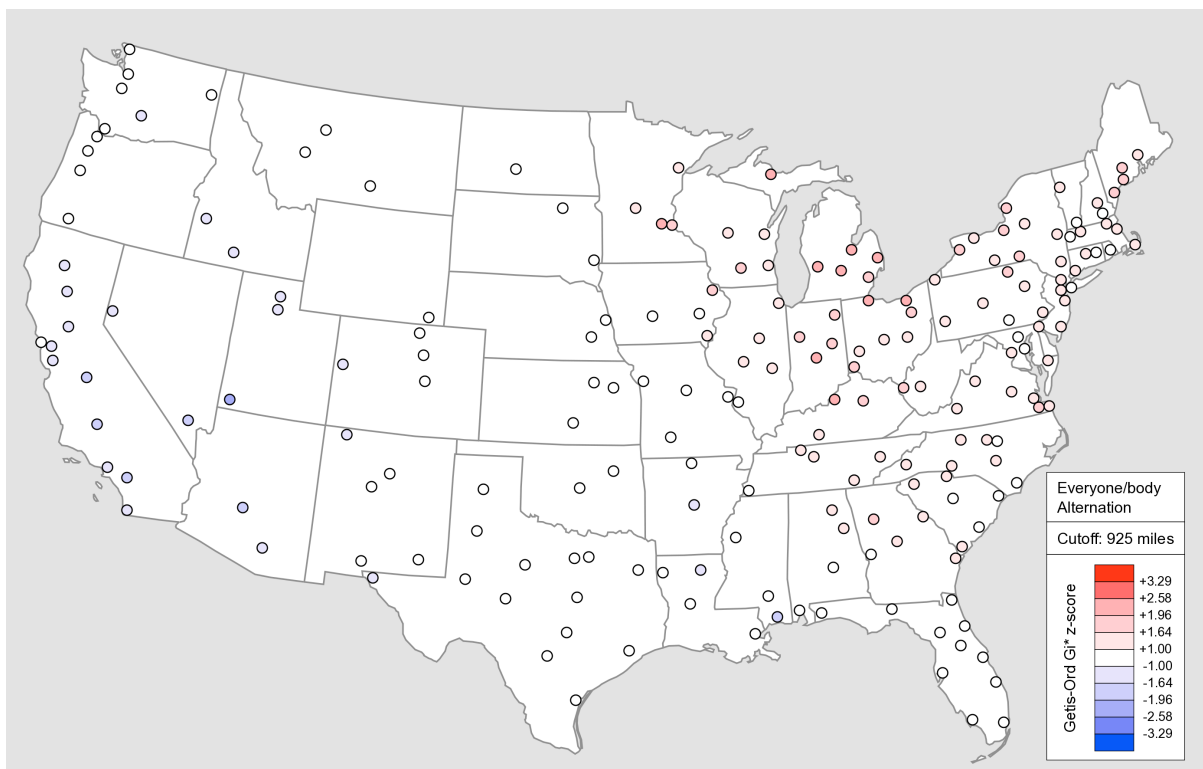 Everyone/body
Alternation
Cutoff: 925 miles
Getis-Ord Gi* z-score
+3.29
+2.58
+1.96
+1.64
+1.00
-1.00
-1.64
-1.96
-2.58
-3.29